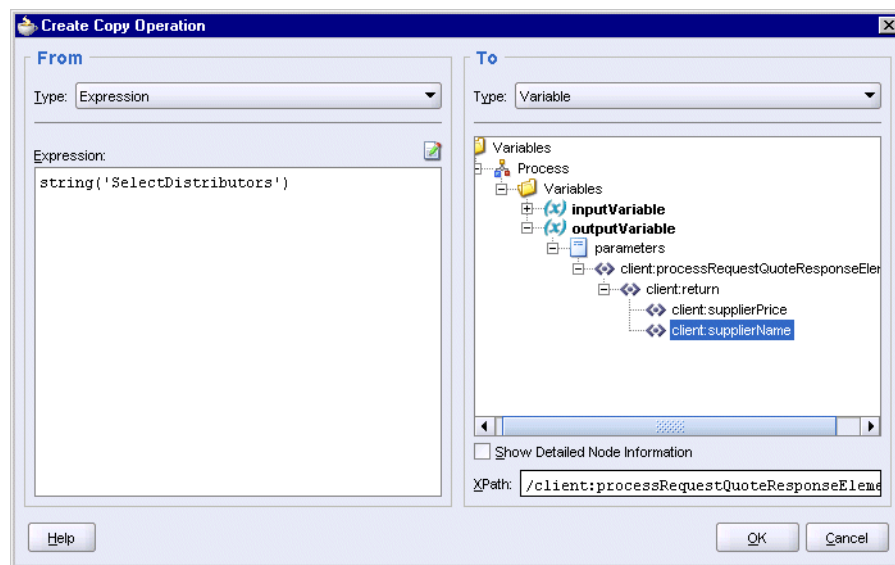 Create Copy Operation
From
Type: Expression
Expression:
string('SelectDistributors')
To
Type: Variable
Variables
Process
Variables
(x) inputVariable
(x) outputVariable
parameters
client:processRequestQuoteResponseElem
client:return
client:supplierPrice
client:supplierName
Show Detailed Node Information
XPath: /client:processRequestQuoteResponseEleme
Help
OK
Cancel